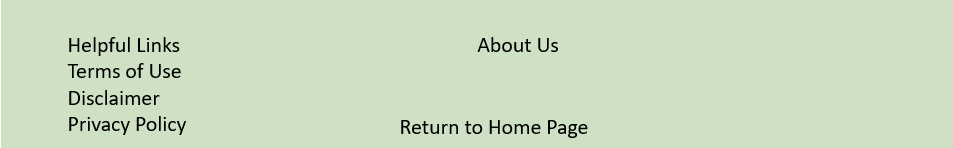 Helpful Links
Terms of Use
Disclaimer
Privacy Policy
About Us
Return to Home Page